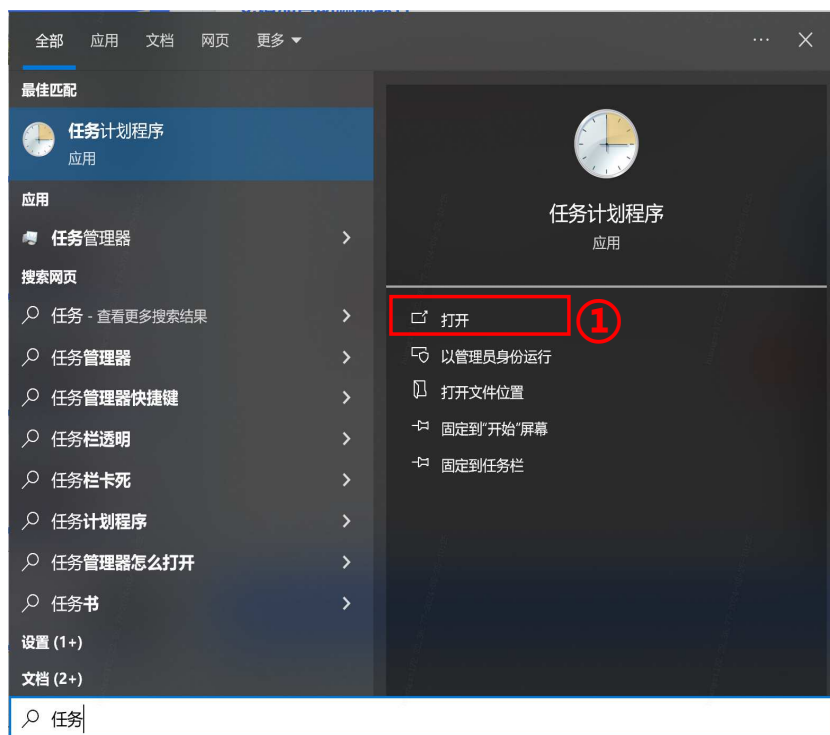 全部 应用 文档 网页 更多
最佳匹配
任务计划程序
应用
应用
任务管理器
搜索网页
任务 - 查看更多搜索结果
任务管理器
任务管理器快捷键
任务栏透明
任务栏卡死
任务计划程序
任务管理器怎么打开
任务书
设置 (1+)
文档 (2+)
任务
任务计划程序
应用
打开
①
以管理员身份运行
打开文件位置
固定到"开始"屏幕
固定到任务栏